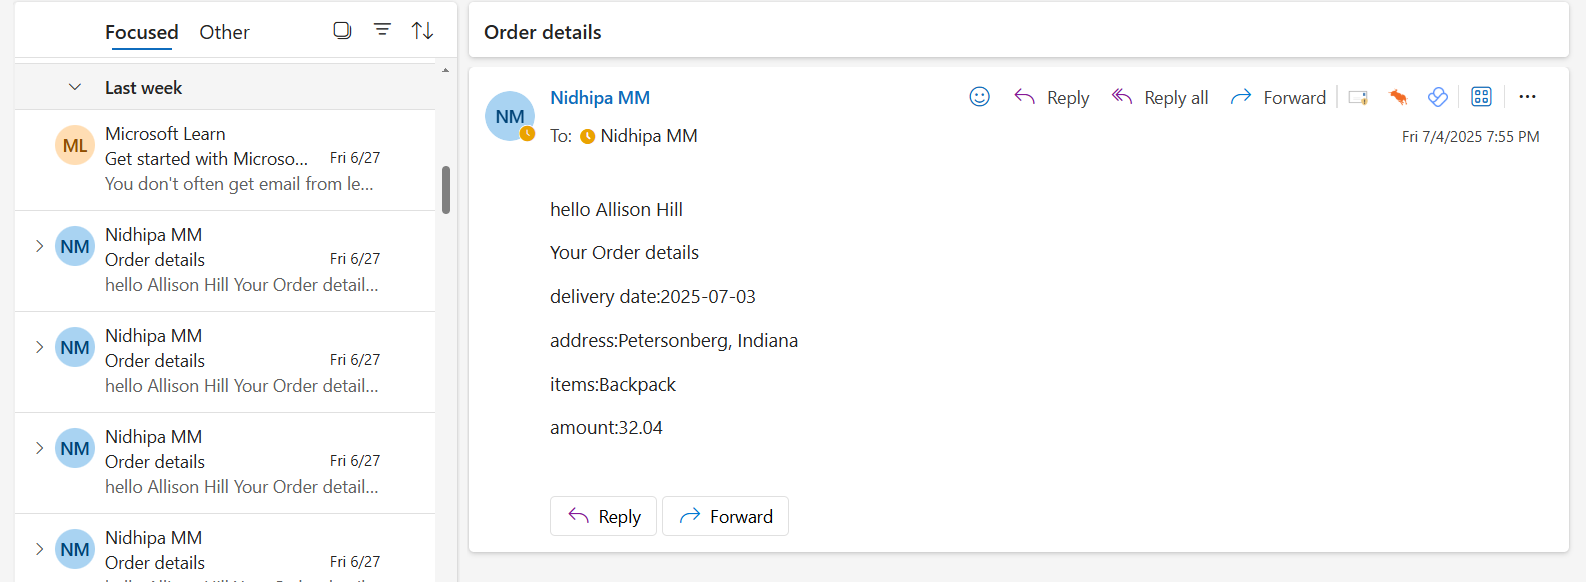 Focused Other
Last week
ML
Microsoft Learn
Get started with Microso... Fri 6/27
You don't often get email from le...
NM
Nidhipa MM
Order details Fri 6/27
hello Allison Hill Your Order detail...
NM
Nidhipa MM
Order details Fri 6/27
hello Allison Hill Your Order detail...
NM
Nidhipa MM
Order details Fri 6/27
hello Allison Hill Your Order detail...
NM
Nidhipa MM
Order details Fri 6/27
Order details
NM
Nidhipa MM
Reply Reply all Forward
To: Nidhipa MM
Fri 7/4/2025 7:55 PM
hello Allison Hill
Your Order details
delivery date:2025-07-03
address:Petersonberg, Indiana
items:Backpack
amount:32.04
Reply Forward